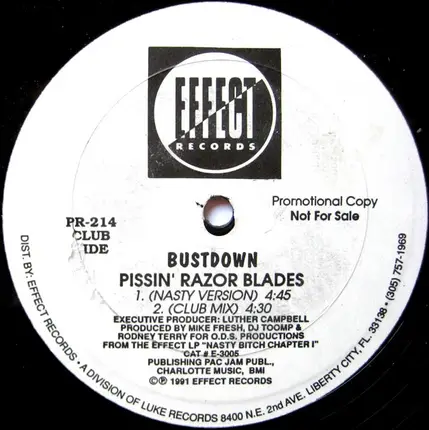 EFFECT
RECORDS
Promotional Copy
Not For Sale
PR-214
CLUB
IDE
BUSTDOWN
PISSIN' RAZOR BLADES
1. (NASTY VERSION) 4:45
2. (CLUB MIX) 4:30
EXECUTIVE PRODUCER: LUTHER CAMPBELL
PRODUCED BY MIKE FRESH, DJ TOOMP &
RODNEY TERRY FOR O.D.S. PRODUCTIONS
FROM THE EFFECT LP "NASTY BITCH CHAPTER I"
CAT # E-3005
PUBLISHING PAC JAM PUBL.,
CHARLOTTE MUSIC, BMI
©℗ 1991 EFFECT RECORDS
DIST. BY: EFFECT RECORDS • A DIVISION OF LUKE RECORDS 8400 N.E. 2nd AVE. LIBERTY CITY, FL. 33138 • (305) 757-1969